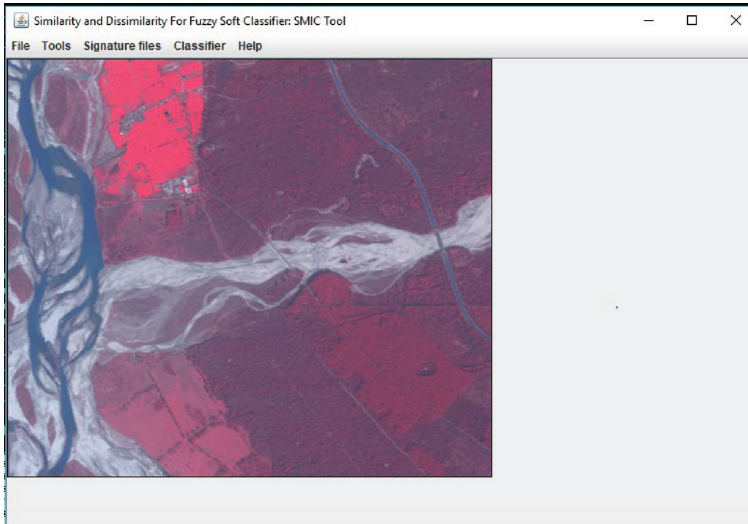 Similarity and Dissimilarity For Fuzzy Soft Classifier: SMIC Tool
File Tools Signature files Classifier Help